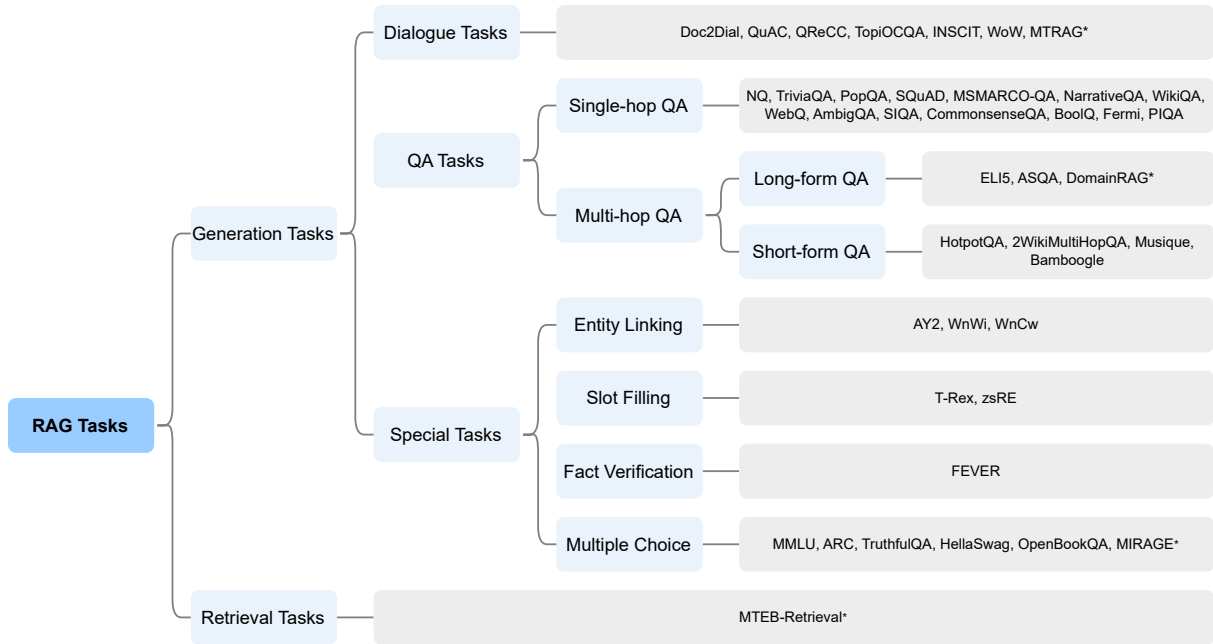 Dialogue Tasks
Doc2Dial, QuAC, QReCC, TopiOCQA, INSCIT, WoW, MTRAG*
Single-hop QA
NQ, TriviaQA, PopQA, SQuAD, MSMARCO-QA, NarrativeQA, WikiQA,
WebQ, AmbigQA, SIQA, CommonsenseQA, BoolQ, Fermi, PIQA
QA Tasks
Long-form QA
ELI5, ASQA, DomainRAG*
Multi-hop QA
Generation Tasks
Short-form QA
HotpotQA, 2WikiMultiHopQA, Musique,
Bamboogle
Entity Linking
AY2, WnWi, WnCw
Slot Filling
T-Rex, zsRE
RAG Tasks
Special Tasks
Fact Verification
FEVER
Multiple Choice
MMLU, ARC, TruthfulQA, HellaSwag, OpenBookQA, MIRAGE*
Retrieval Tasks
MTEB-Retrieval*